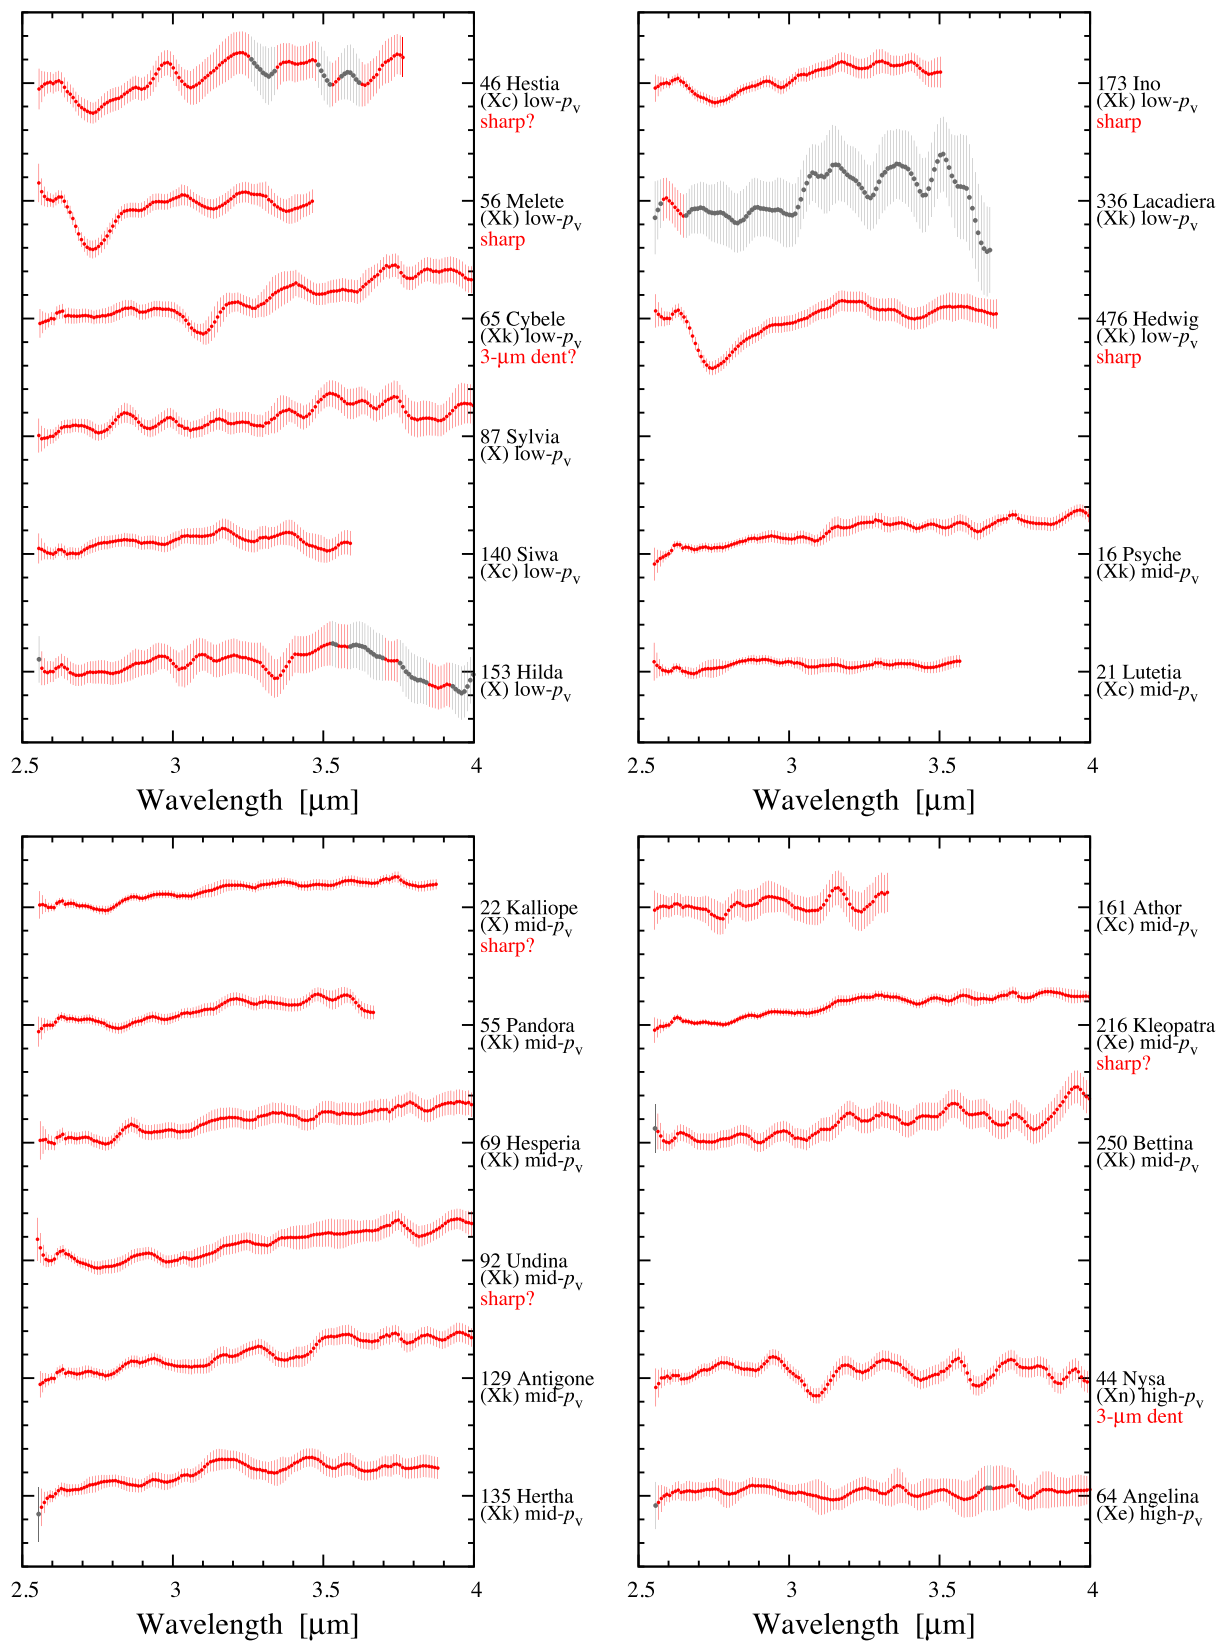 46 Hestia
(Xc) low-pv
sharp?
56 Melete
(Xk) low-pv
sharp
65 Cybele
(Xk) low-pv
3-μm dent?
87 Sylvia
(X) low-pv
140 Siwa
(Xc) low-pv
153 Hilda
(X) low-pv
2.5 3 3.5 4
Wavelength [μm]
173 Ino
(Xk) low-pv
sharp
336 Lacadiera
(Xk) low-pv
476 Hedwig
(Xk) low-pv
sharp
16 Psyche
(Xk) mid-pv
21 Lutetia
(Xc) mid-pv
2.5 3 3.5 4
Wavelength [μm]
22 Kalliope
(X) mid-pv
sharp?
55 Pandora
(Xk) mid-pv
69 Hesperia
(Xk) mid-pv
92 Undina
(Xk) mid-pv
sharp?
129 Antigone
(Xk) mid-pv
135 Hertha
(Xk) mid-pv
2.5 3 3.5 4
Wavelength [μm]
161 Athor
(Xc) mid-pv
216 Kleopatra
(Xe) mid-pv
sharp?
250 Bettina
(Xk) mid-pv
44 Nysa
(Xn) high-pv
3-μm dent
64 Angelina
(Xe) high-pv
2.5 3 3.5 4
Wavelength [μm]